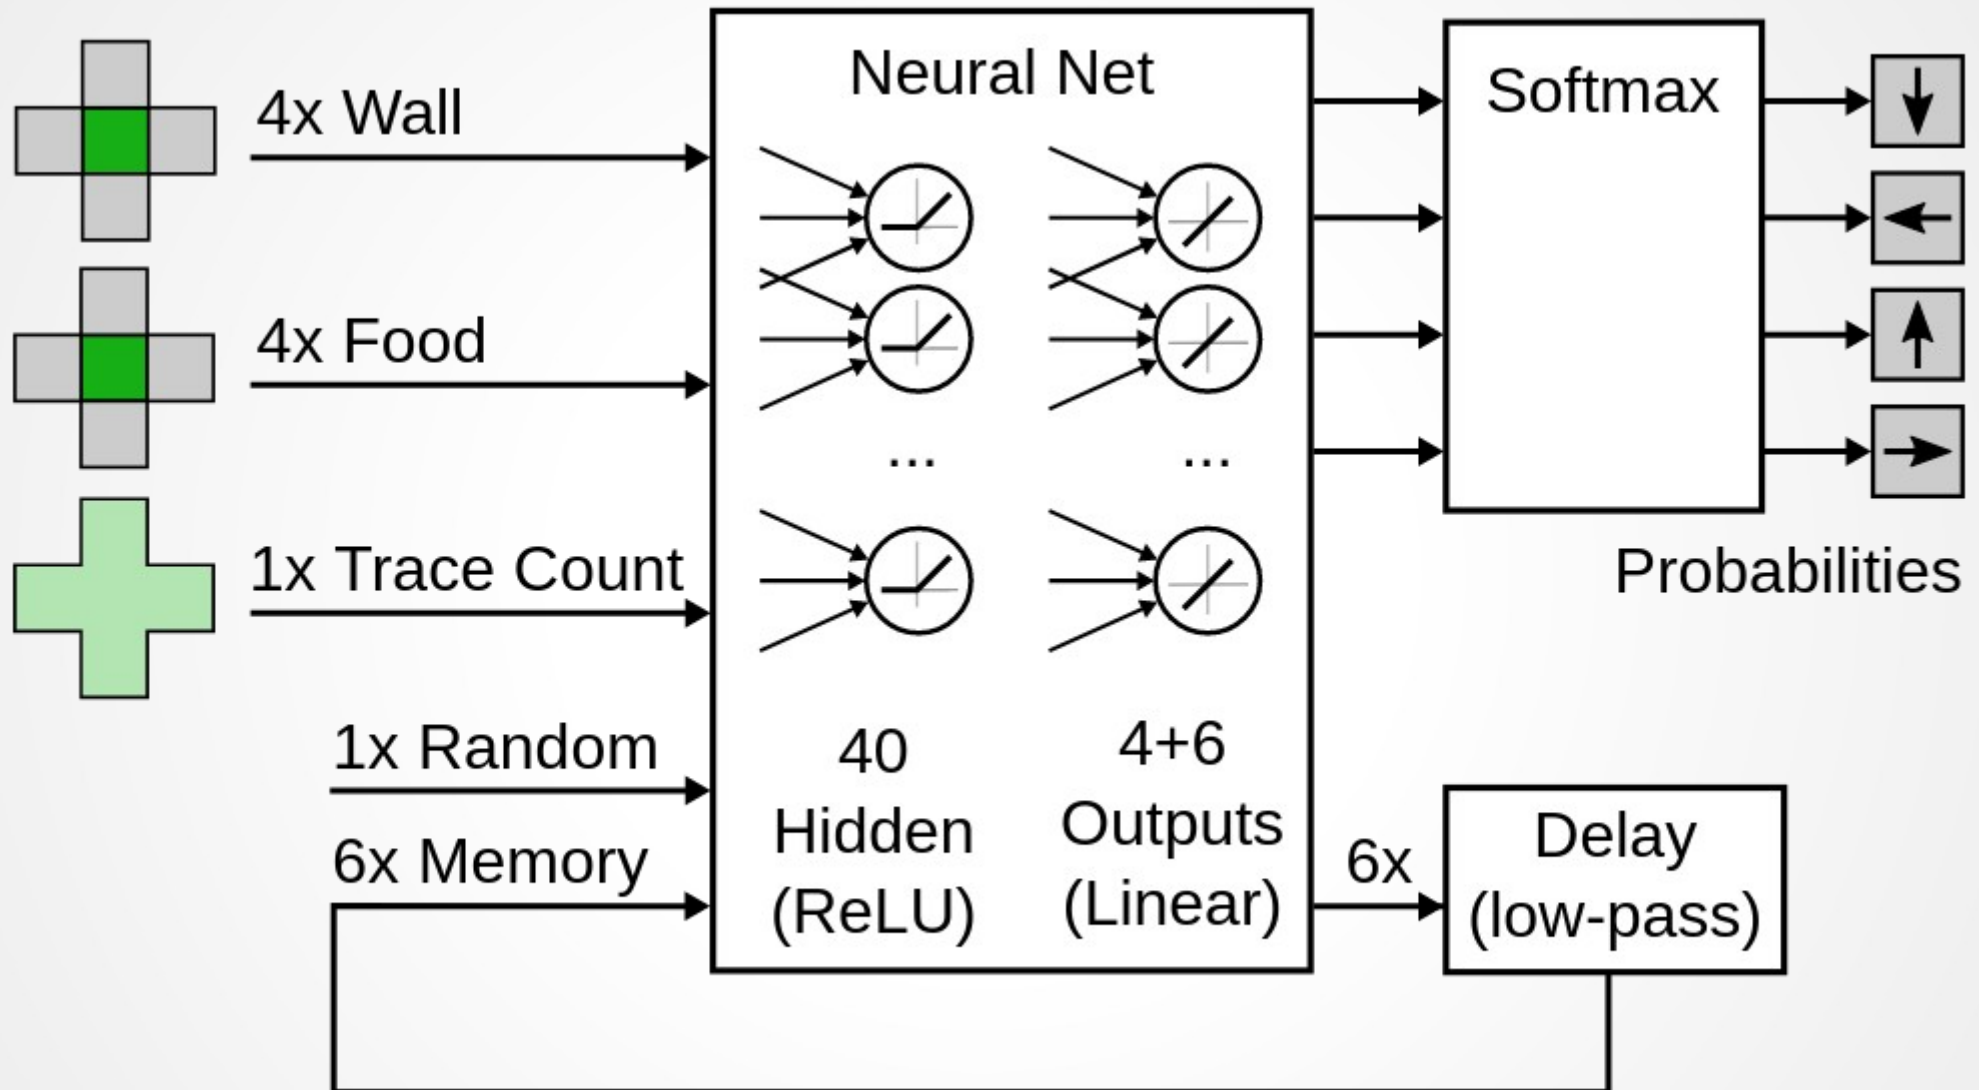 4x Wall
4x Food
1x Trace Count
1x Random
6x Memory
Neural Net
...
...
40
Hidden
(ReLU)
4+6
Outputs
(Linear)
Softmax
Probabilities
6x
Delay
(low-pass)